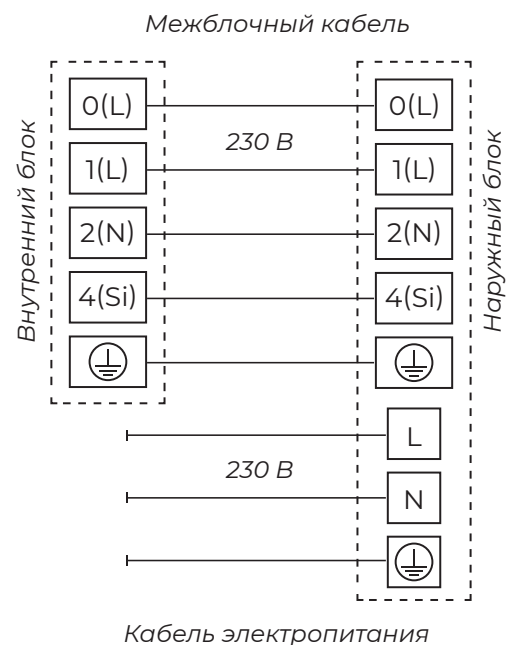 Межблочный кабель
Внутренний блок
Наружный блок
0(L) 0(L)
230 В
1(L) 1(L)
2(N) 2(N)
4(Si) 4(Si)
L
230 В
N
Кабель электропитания